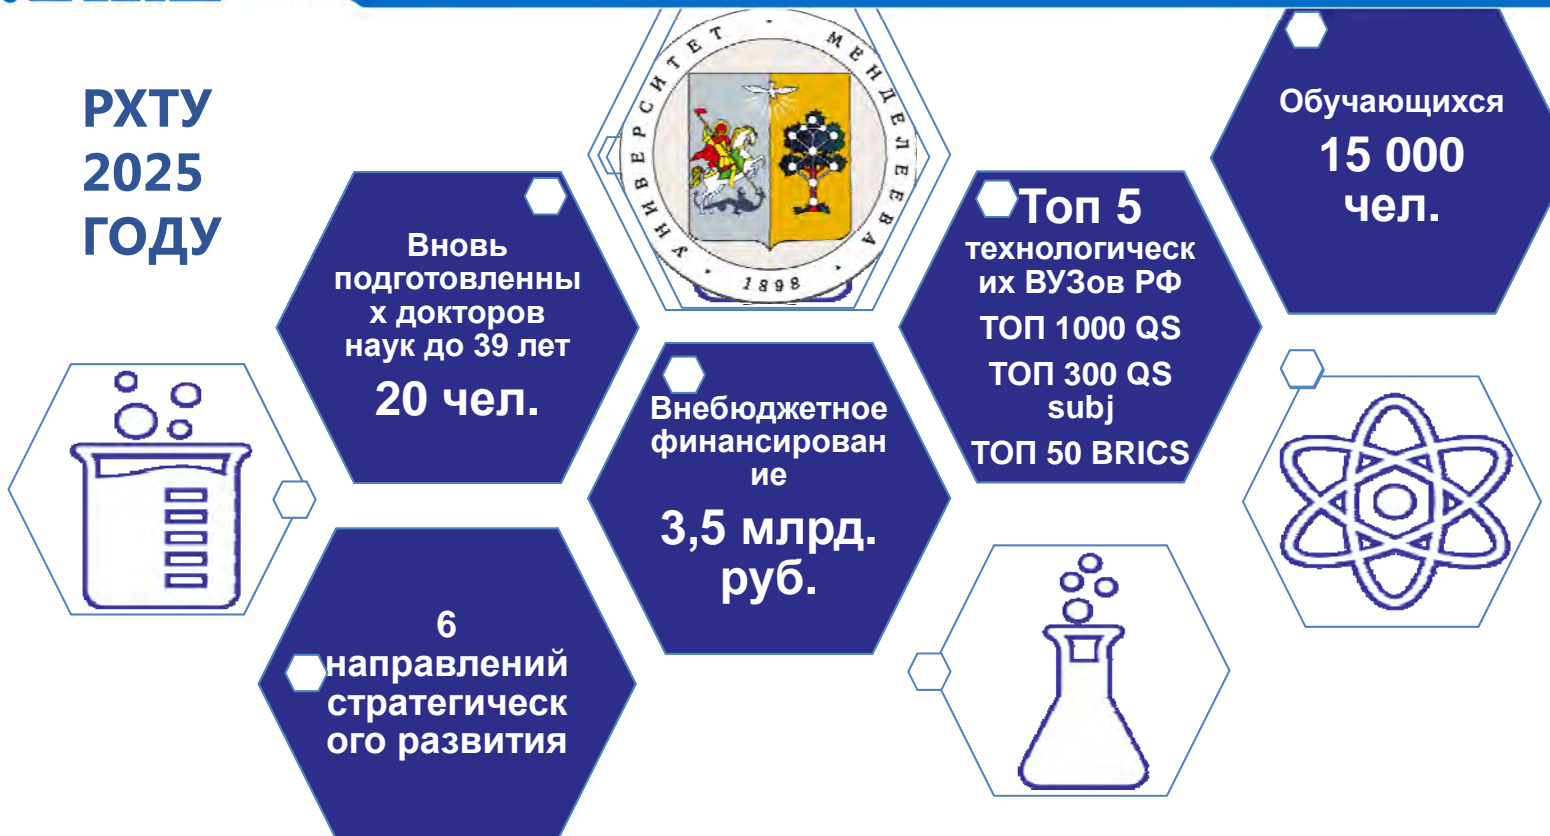 РХТУ
2025
ГОДУ
УНИВЕРСИТЕТ · МЕНДЕЛЕЕВА ·
1898
Вновь
подготовленны
х докторов
наук до 39 лет
20 чел.
6
направлений
стратегическ
ого развития
Внебюджетное
финансирован
ие
3,5 млрд.
руб.
Топ 5
технологическ
их ВУЗов РФ
ТОП 1000 QS
ТОП 300 QS
subj
ТОП 50 BRICS
Обучающихся
15 000
чел.